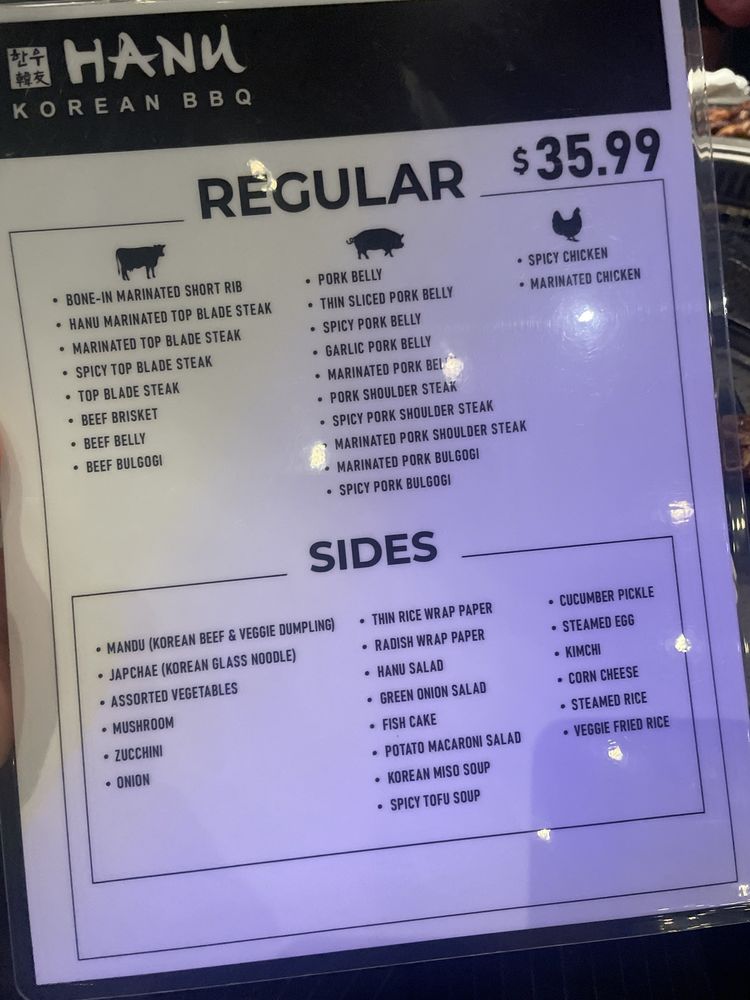 한우
韓友
HANU
KOREAN BBQ
REGULAR
$35.99
• BONE-IN MARINATED SHORT RIB
• HANU MARINATED TOP BLADE STEAK
• MARINATED TOP BLADE STEAK
• SPICY TOP BLADE STEAK
• TOP BLADE STEAK
• BEEF BRISKET
• BEEF BELLY
• BEEF BULGOGI
• PORK BELLY
• THIN SLICED PORK BELLY
• SPICY PORK BELLY
• GARLIC PORK BELLY
• MARINATED PORK BELLY
• PORK SHOULDER STEAK
• SPICY PORK SHOULDER STEAK
• MARINATED PORK SHOULDER STEAK
• MARINATED PORK BULGOGI
• SPICY PORK BULGOGI
• SPICY CHICKEN
• MARINATED CHICKEN
SIDES
• MANDU (KOREAN BEEF & VEGGIE DUMPLING)
• JAPCHAE (KOREAN GLASS NOODLE)
• ASSORTED VEGETABLES
• MUSHROOM
• ZUCCHINI
• ONION
• THIN RICE WRAP PAPER
• RADISH WRAP PAPER
• HANU SALAD
• GREEN ONION SALAD
• FISH CAKE
• POTATO MACARONI SALAD
• KOREAN MISO SOUP
• SPICY TOFU SOUP
• CUCUMBER PICKLE
• STEAMED EGG
• KIMCHI
• CORN CHEESE
• STEAMED RICE
• VEGGIE FRIED RICE